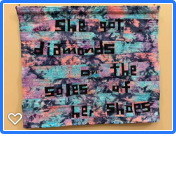 She got
diamonds
on the
soles of
her shoes